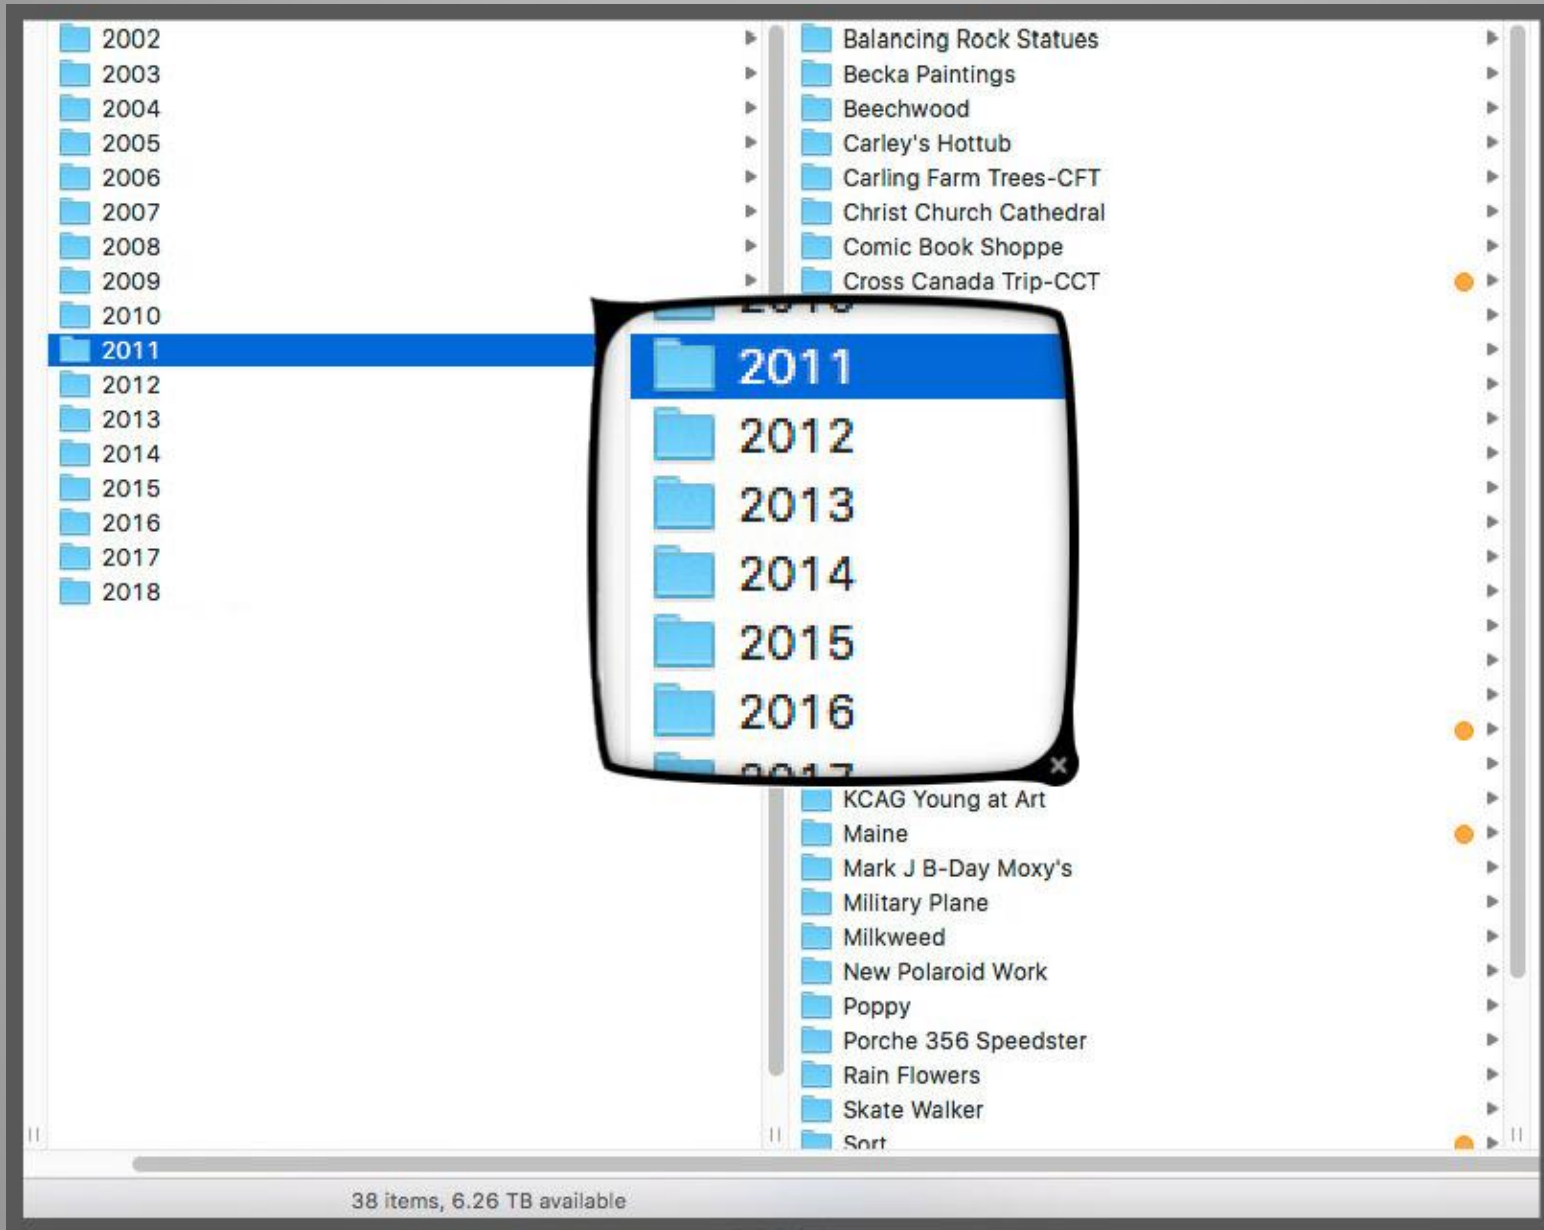 2002
2003
2004
2005
2006
2007
2008
2009
2010
2011
2012
2013
2014
2015
2016
2017
2018
2011
2012
2013
2014
2015
2016
2017
Balancing Rock Statues
Becka Paintings
Beechwood
Carley's Hottub
Carling Farm Trees-CFT
Christ Church Cathedral
Comic Book Shoppe
Cross Canada Trip-CCT
KCAG Young at Art
Maine
Mark J B-Day Moxy's
Military Plane
Milkweed
New Polaroid Work
Poppy
Porche 356 Speedster
Rain Flowers
Skate Walker
Sort
38 items, 6.26 TB available